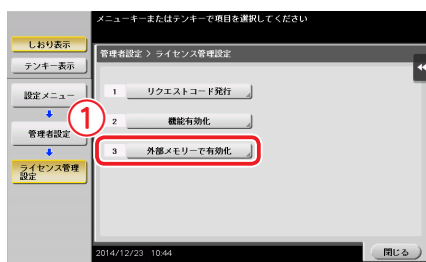 メニューキーまたはテンキーで項目を選択してください
しおり表示
テンキー表示
管理者設定 > ライセンス管理設定
設定メニュー
1 リクエストコード発行
①
2 機能有効化
管理者設定
3 外部メモリーで有効化
ライセンス管理
設定
2014/12/23 10:44
閉じる